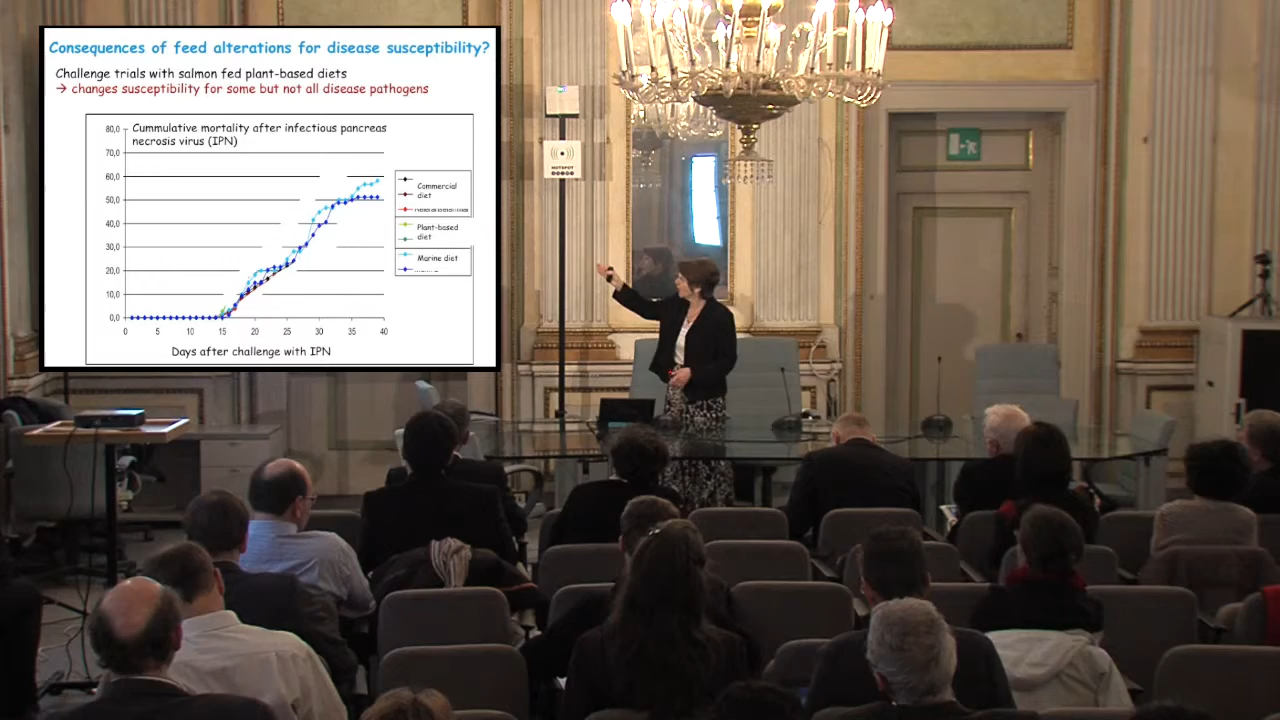 Consequences of feed alterations for disease susceptibility?
Challenge trials with salmon fed plant-based diets
→ changes susceptibility for some but not all disease pathogens
80,0
Cummulative mortality after infectious pancreas
necrosis virus (IPN)
70,0
60,0
50,0
40,0
30,0
20,0
10,0
0,0
0 5 10 15 20 25 30 35 40
Days after challenge with IPN
Commercial
diet
Plant-based
diet
Marine diet
HOTSPOT